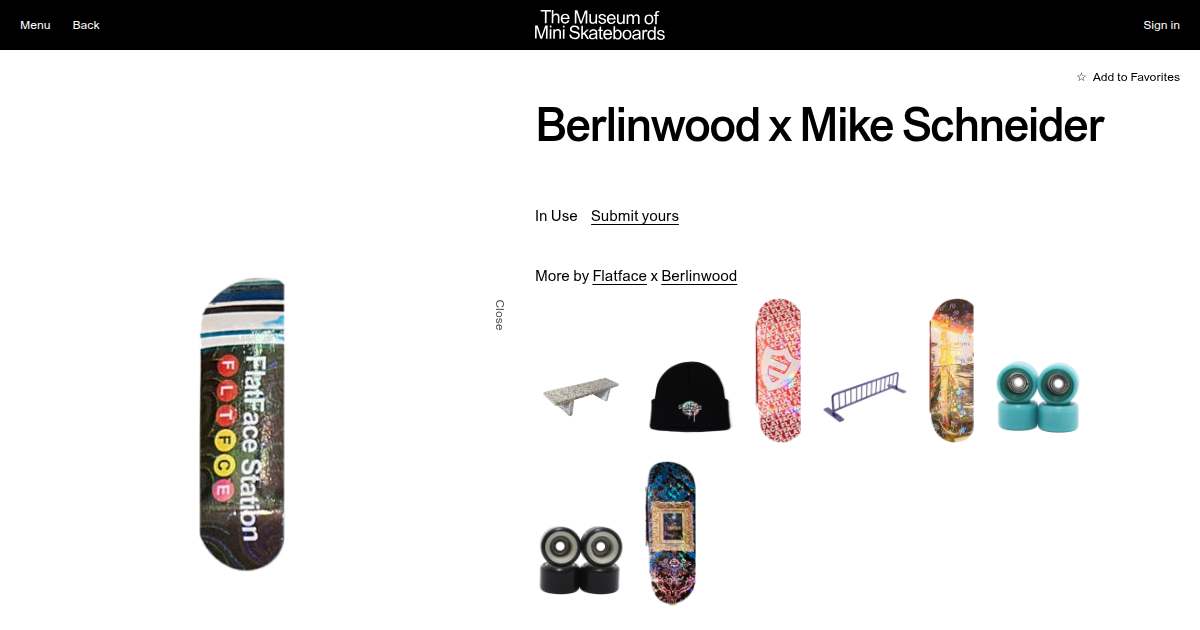 Menu
Back
The Museum of
Mini Skateboards
Sign in
☆ Add to Favorites
Berlinwood x Mike Schneider
In Use
Submit yours
More by Flatface x Berlinwood
Close
FlatFace Station
F L T F C E